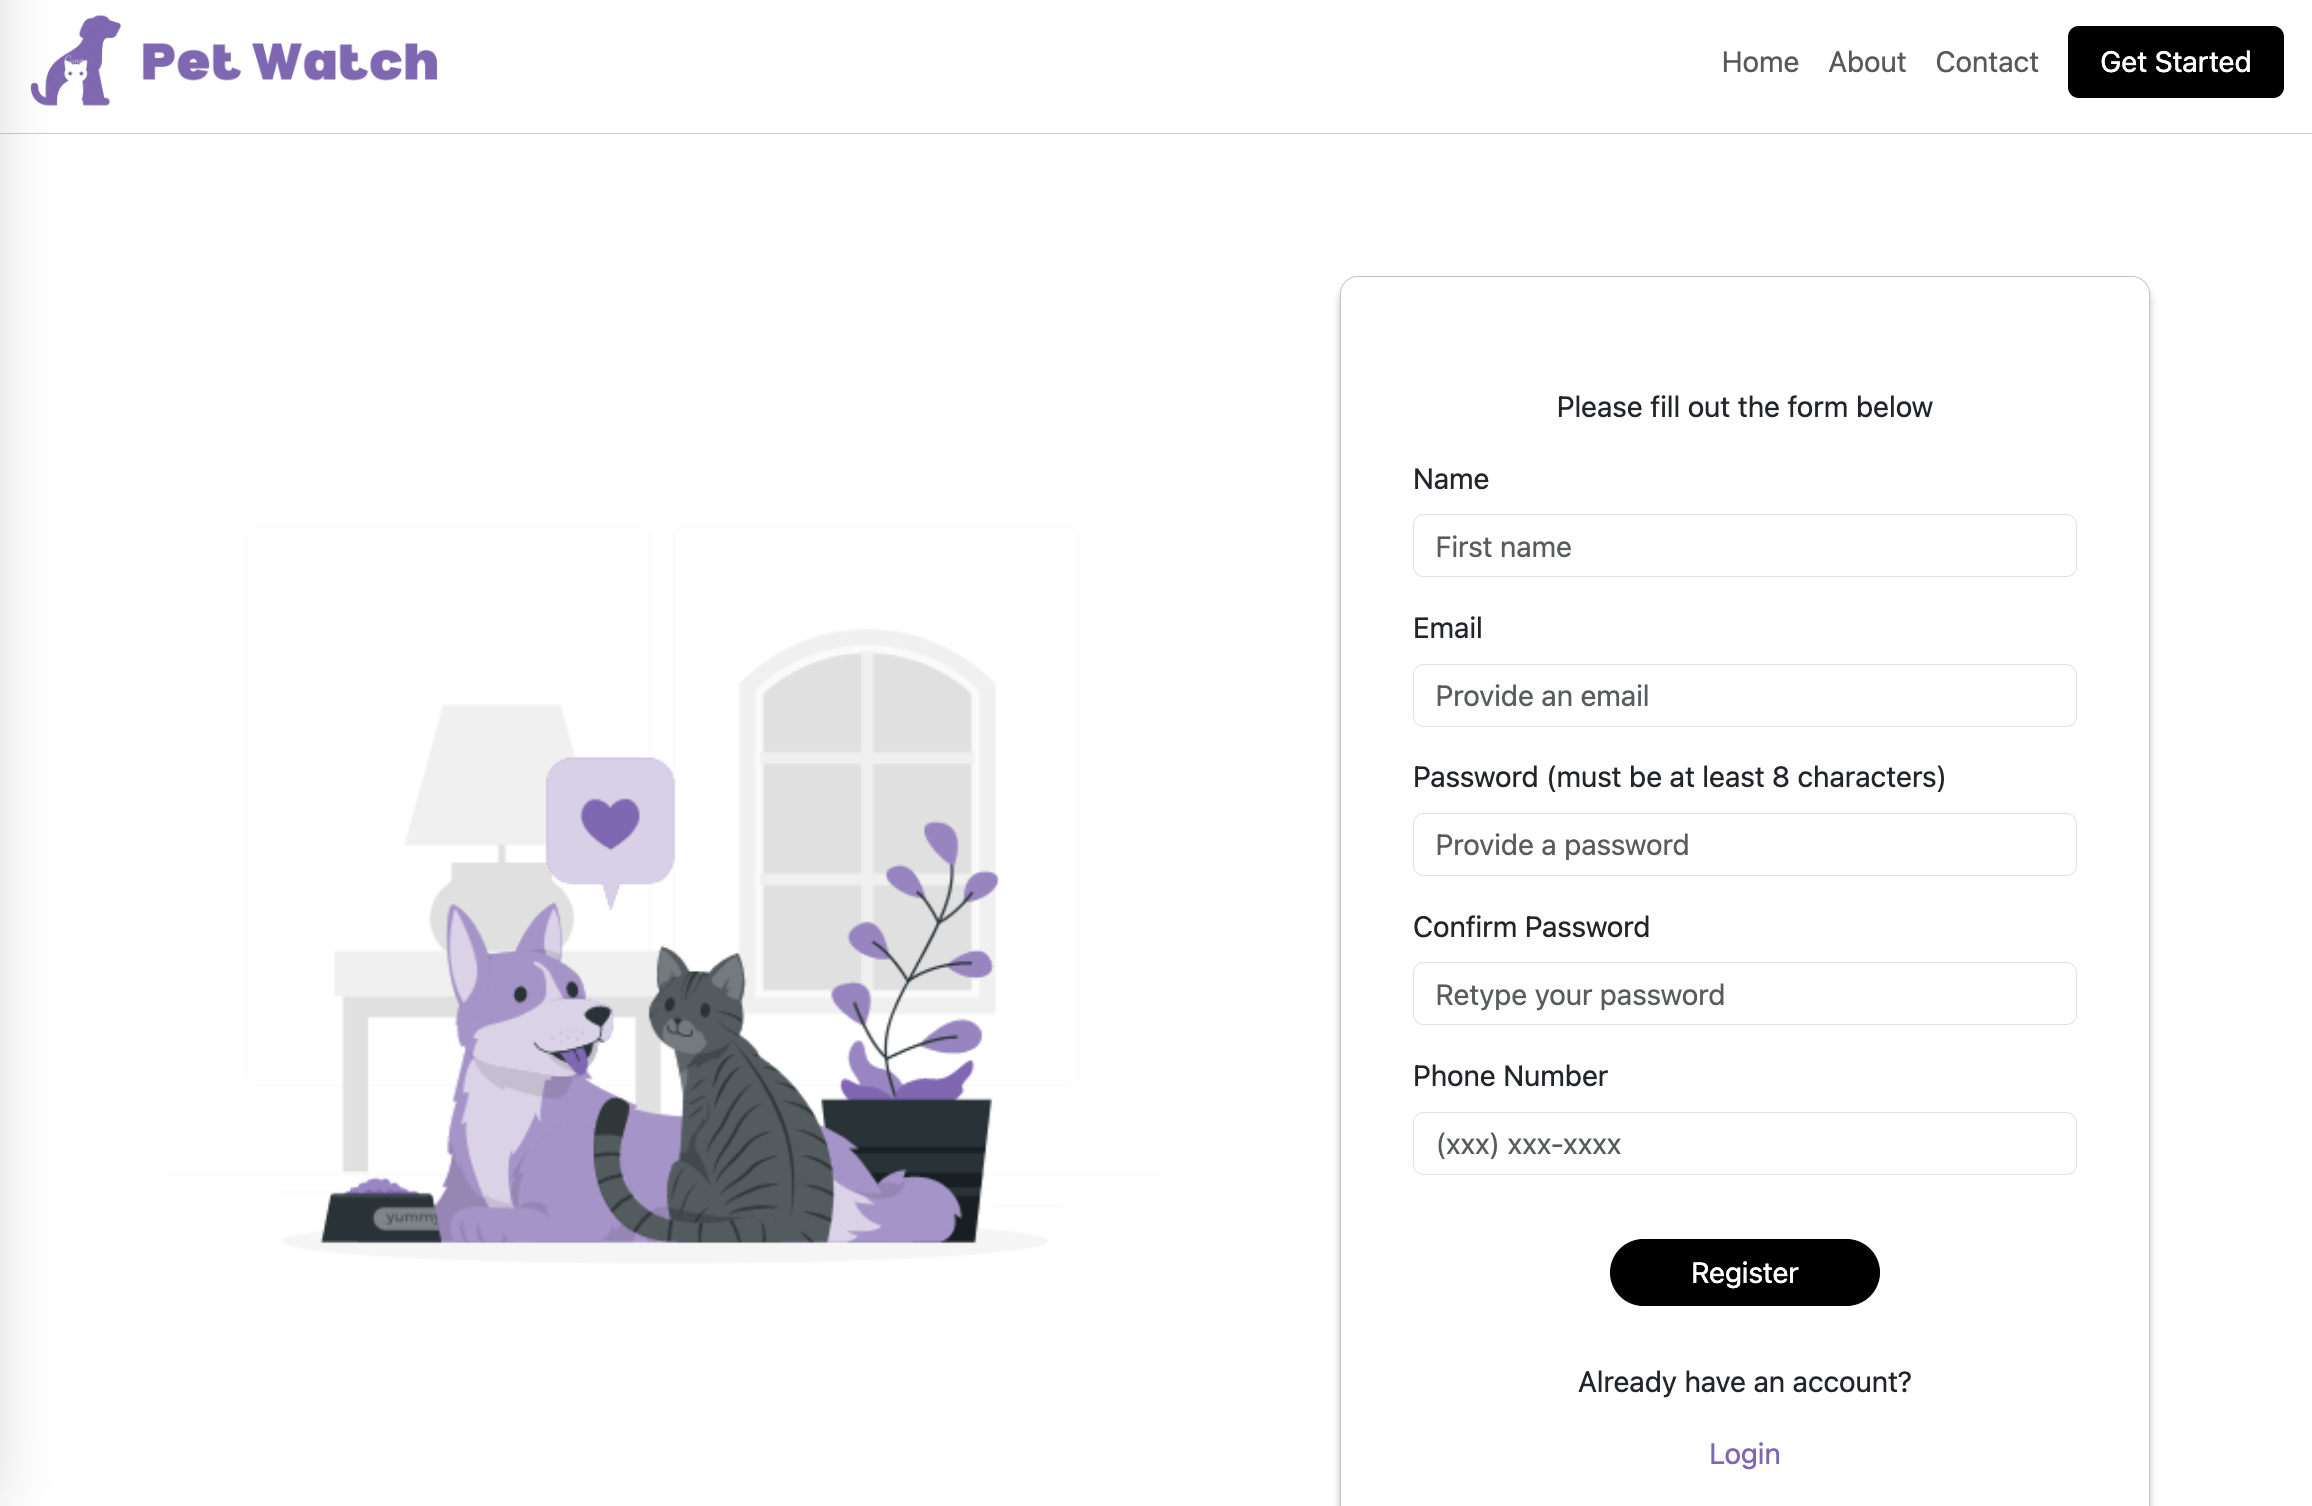 Pet Watch
Home About Contact Get Started
Please fill out the form below
Name
First name
Email
Provide an email
Password (must be at least 8 characters)
Provide a password
Confirm Password
Retype your password
Phone Number
(xxx) xxx-xxxx
yummy
Register
Already have an account?
Login